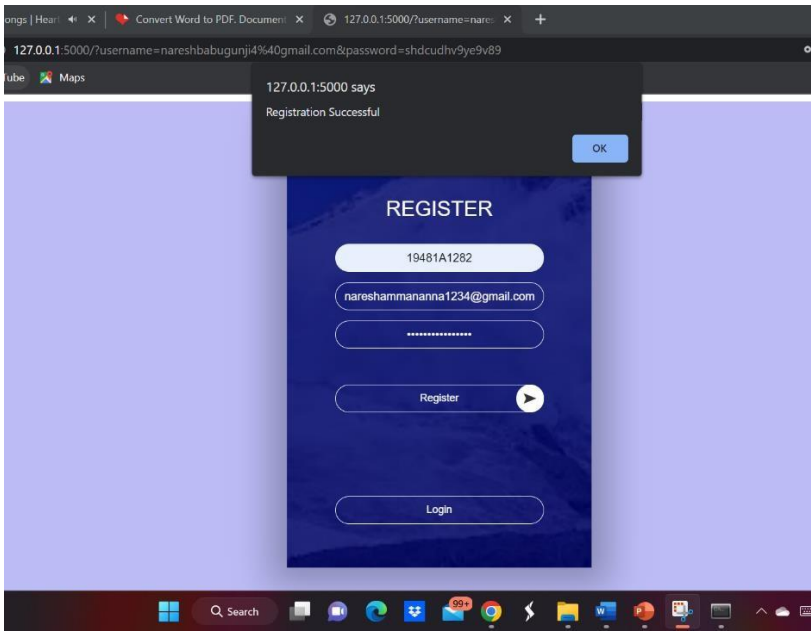 ongs | Hear
Convert Word to PDF. Document
127.0.0.1:5000/?username=nares
127.0.0.1:5000/?username=nareshbabugunji4%40gmail.com&password=shdcudhv9ye9v89
Tube
Maps
127.0.0.1:5000 says
Registration Successful
OK
REGISTER
19481A1282
nareshammananna1234@gmail.com
Register
Login
Search
99+